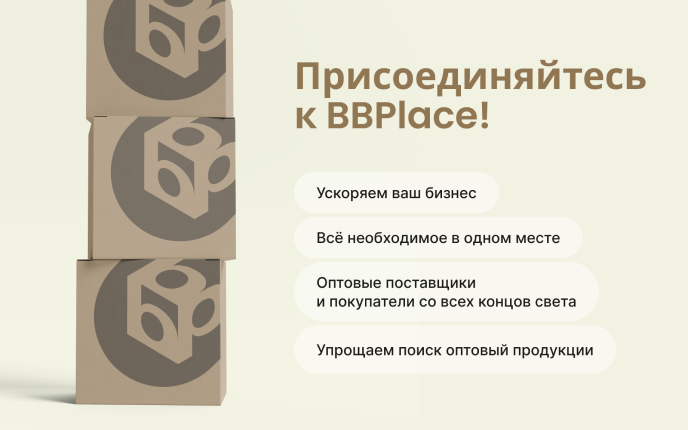 Присоединяйтесь
к BBPlace!
Ускоряем ваш бизнес
Всё необходимое в одном месте
Оптовые поставщики
и покупатели со всех концов света
Упрощаем поиск оптовый продукции